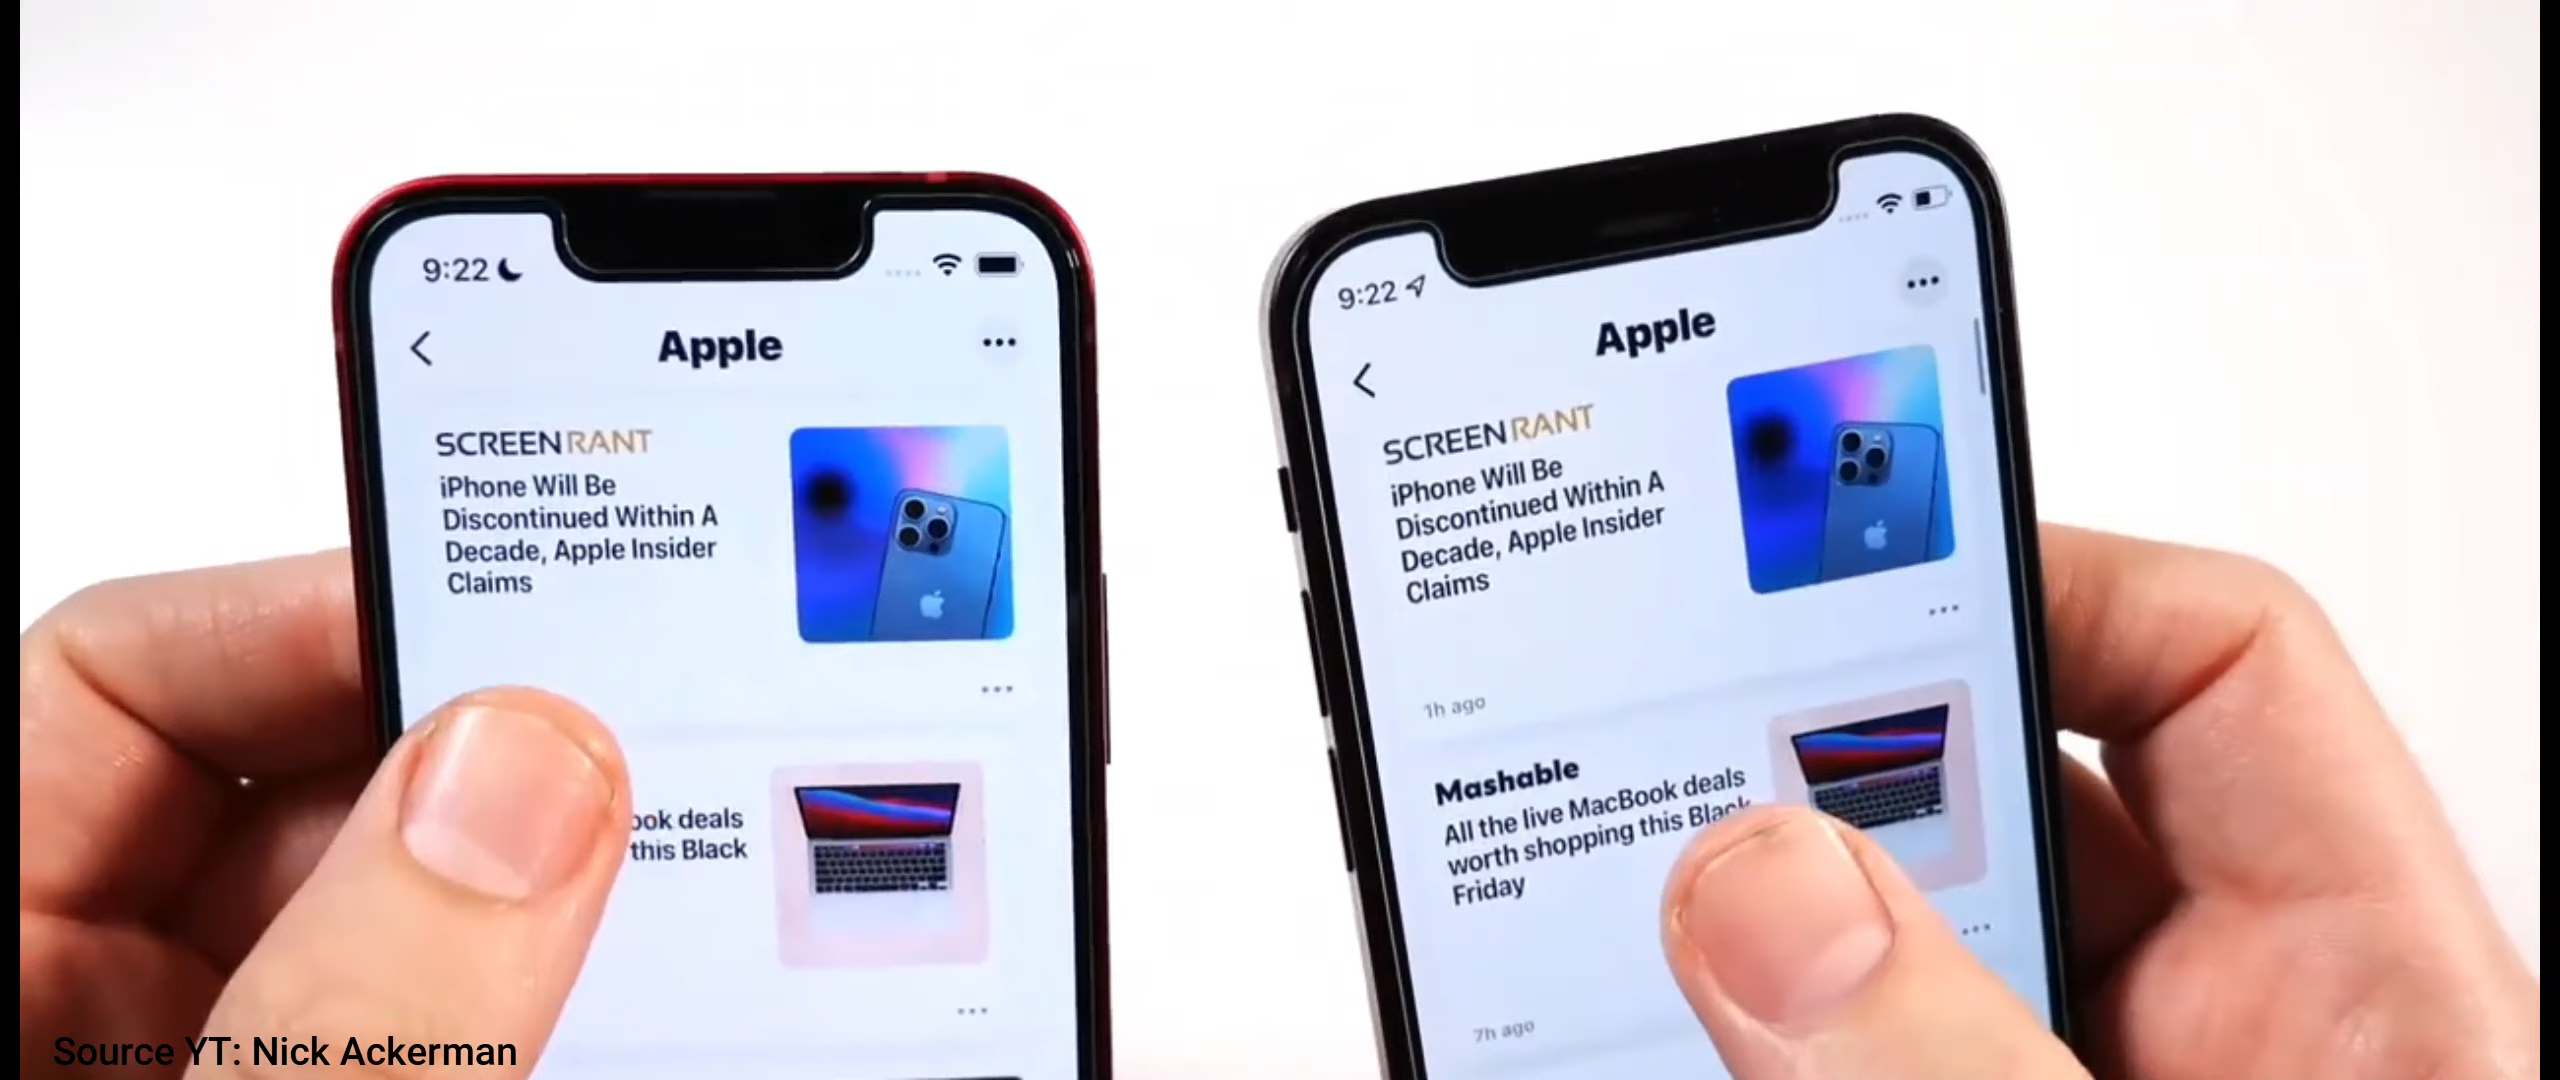 9:22
Apple
SCREENRANT
iPhone Will Be
Discontinued Within A
Decade, Apple Insider
Claims
ook deals
this Black
9:22
Apple
SCREENRANT
iPhone Will Be
Discontinued Within A
Decade, Apple Insider
Claims
1h ago
Mashable
All the live MacBook deals
worth shopping this Black
Friday
7h ago
Source YT: Nick Ackerman